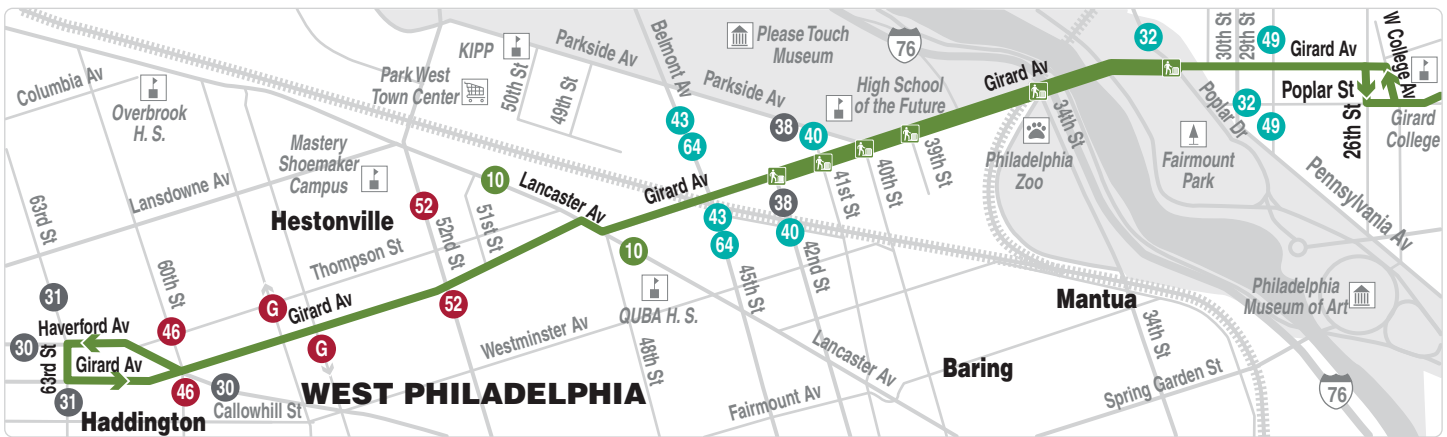 Columbia Av
Overbrook
H. S.
63rd St
Lansdowne Av
60th St
Mastery
Shoemaker
Campus
Park West
Town Center
KIPP
50th St
49th St
Parkside Av
Belmont Av
Please Touch
Museum
76
Parkside Av
High School
of the Future
Girard Av
34th St
32
30th St
29th St
49
Girard Av
W College Av
Poplar St
32
49
Poplar Dr
26th St
Girard
College
Hestonville
52
52nd St
51st St
10
Lancaster Av
43
64
Girard Av
38
40
41st St
40th St
39th St
Philadelphia
Zoo
Fairmount
Park
Pennsylvania Av
Thompson St
10
43
64
38
40
45th St
42nd St
31
Haverford Av
30
63rd St
Girard Av
31
46
46
30
G
Girard Av
G
52
Westminster Av
QUBA H. S.
48th St
Mantua
34th St
Philadelphia
Museum of Art
Haddington
Callowhill St
WEST PHILADELPHIA
Fairmount Av
Lancaster Av
Baring
Spring Garden St
76